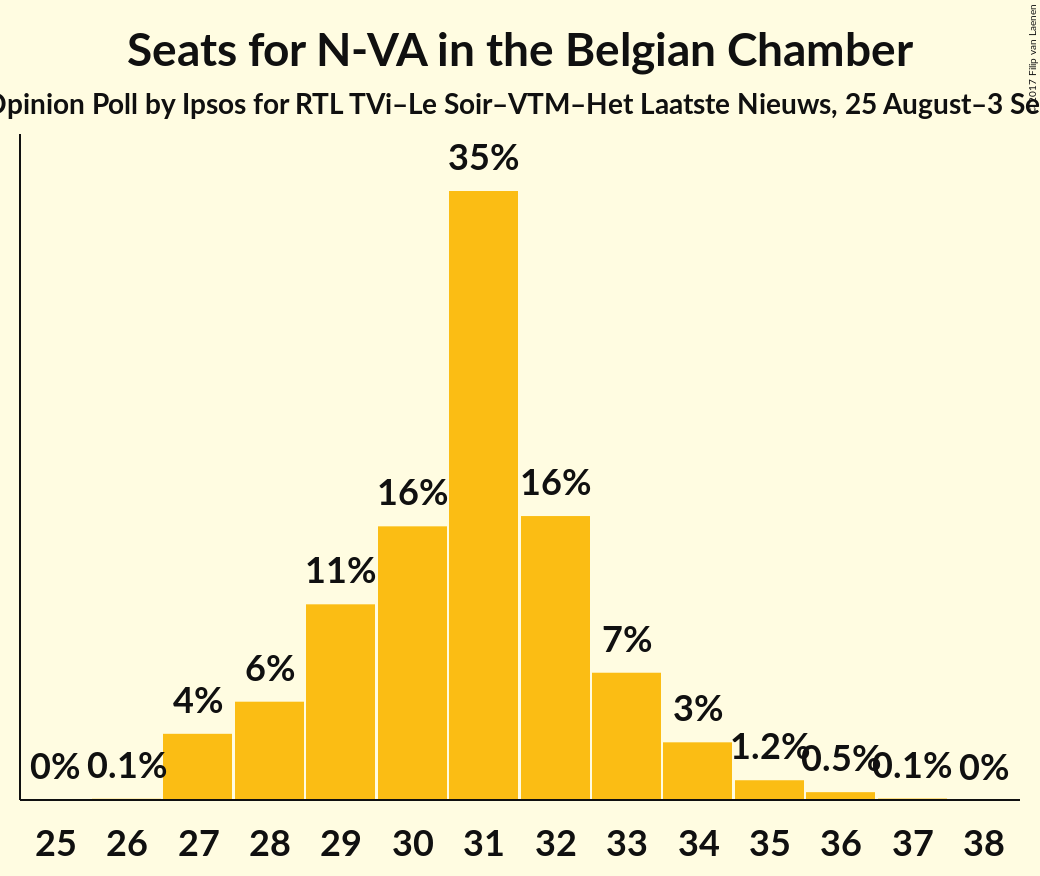 Seats for N-VA in the Belgian Chamber
Opinion Poll by Ipsos for RTL TVi–Le Soir–VTM–Het Laatste Nieuws, 25 August–3 Se
© 2017 Filip van Laenen
35%
16% 16%
11%
7%
6%
4% 3%
1.2%
0% 0.1% 0.5% 0.1% 0%
25 26 27 28 29 30 31 32 33 34 35 36 37 38